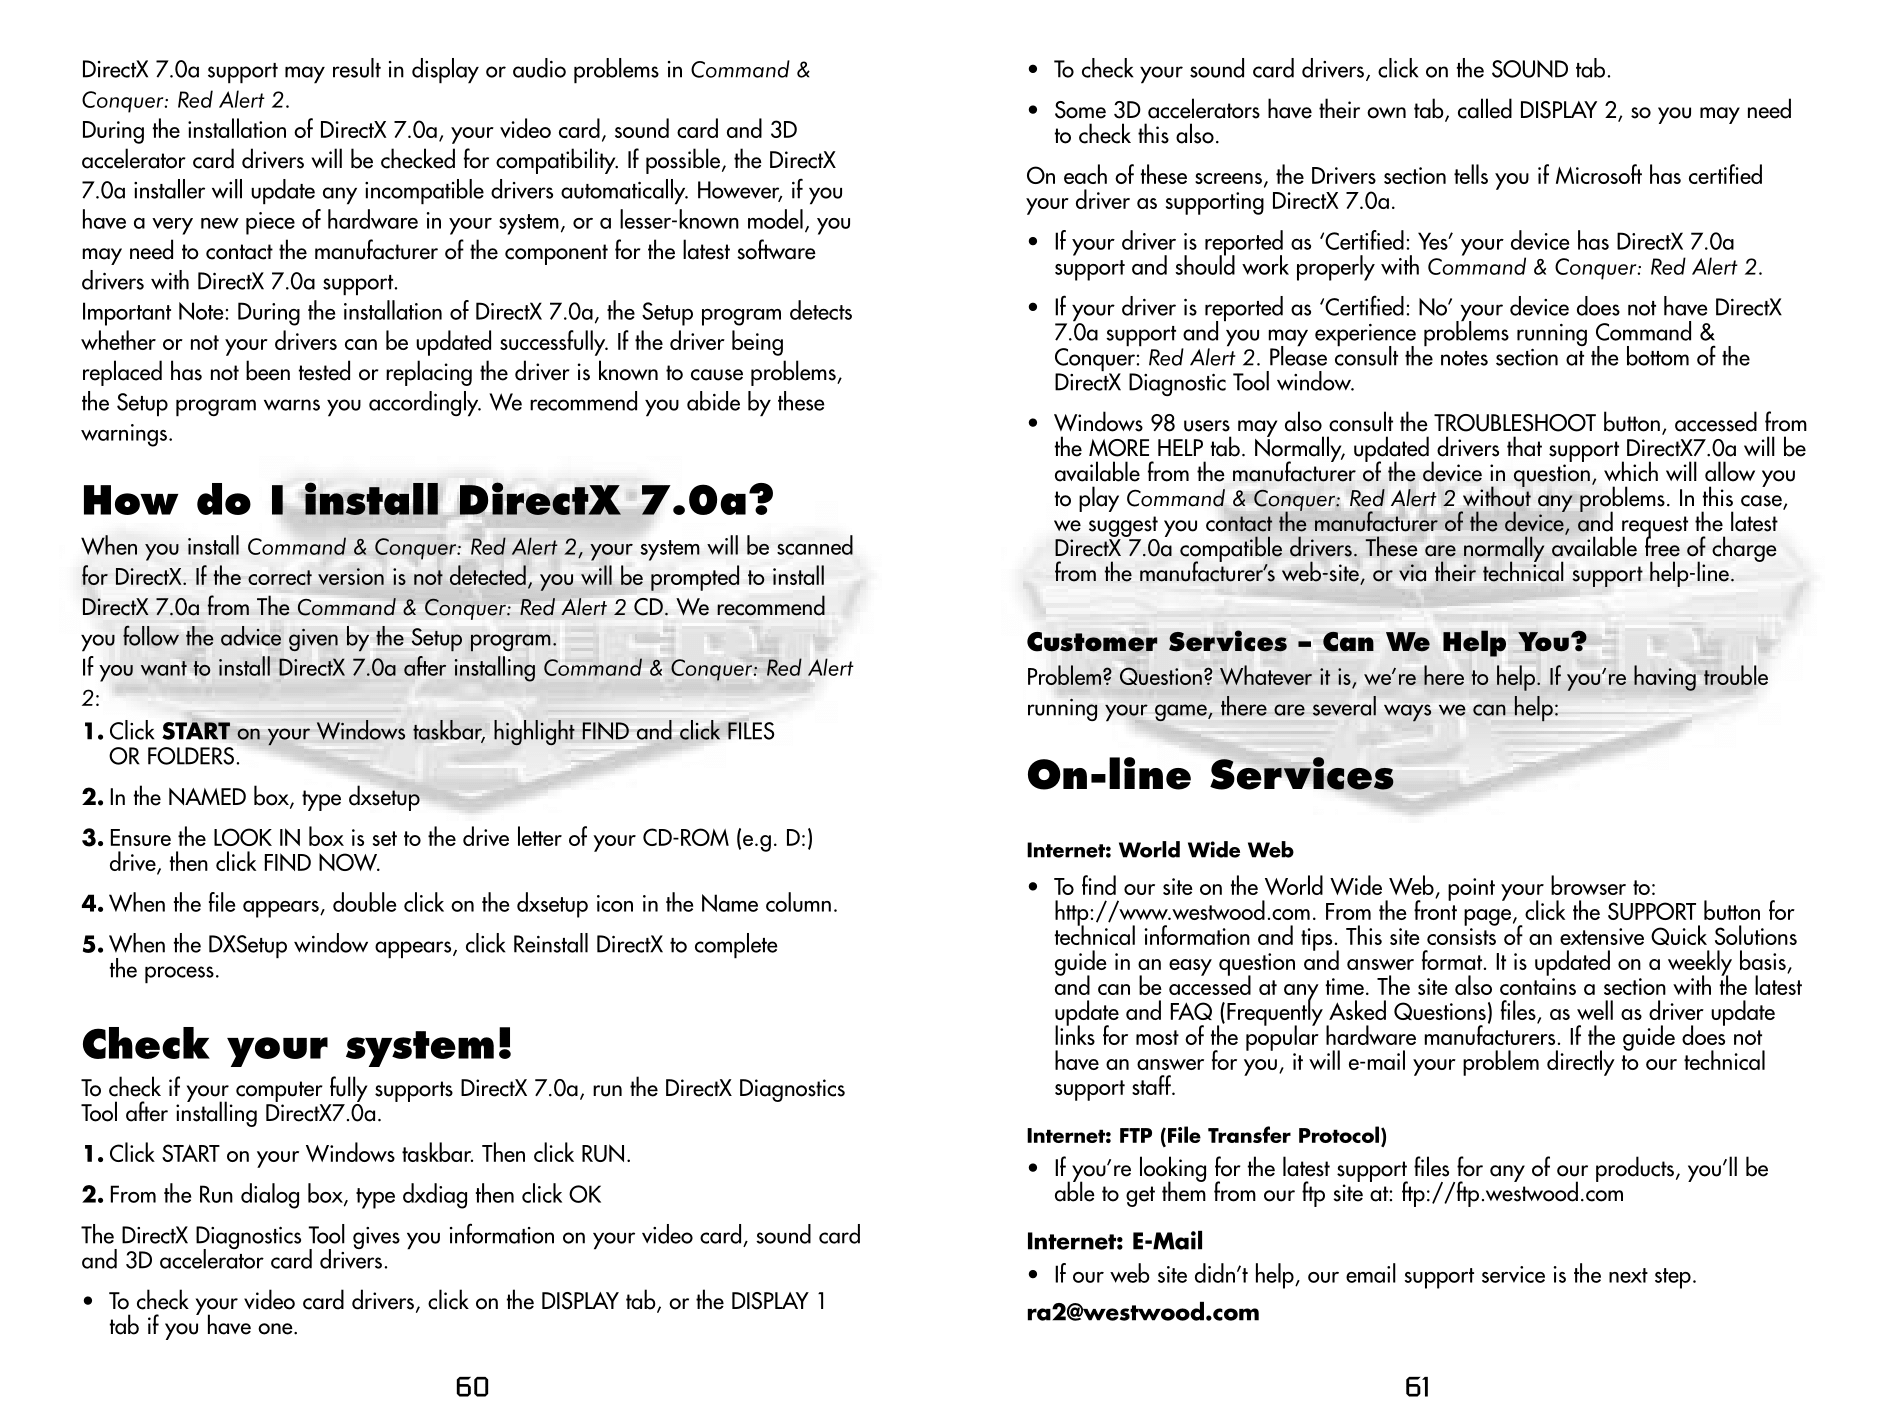 DirectX 7.0a support may result in display or audio problems in Command &
Conquer: Red Alert 2.
During the installation of DirectX 7.0a, your video card, sound card and 3D
accelerator card drivers will be checked for compatibility. If possible, the DirectX
7.0a installer will update any incompatible drivers automatically. However, if you
have a very new piece of hardware in your system, or a lesser-known model, you
may need to contact the manufacturer of the component for the latest software
drivers with DirectX 7.0a support.
Important Note: During the installation of DirectX 7.0a, the Setup program detects
whether or not your drivers can be updated successfully. If the driver being
replaced has not been tested or replacing the driver is known to cause problems,
the Setup program warns you accordingly. We recommend you abide by these
warnings.
How do I install DirectX 7.0a?
When you install Command & Conquer: Red Alert 2, your system will be scanned
for DirectX. If the correct version is not detected, you will be prompted to install
DirectX 7.0a from The Command & Conquer: Red Alert 2 CD. We recommend
you follow the advice given by the Setup program.
If you want to install DirectX 7.0a after installing Command & Conquer: Red Alert
2:
1. Click START on your Windows taskbar, highlight FIND and click FILES
OR FOLDERS.
2. In the NAMED box, type dxsetup
3. Ensure the LOOK IN box is set to the drive letter of your CD-ROM (e.g. D:)
drive, then click FIND NOW.
4. When the file appears, double click on the dxsetup icon in the Name column.
5. When the DXSetup window appears, click Reinstall DirectX to complete
the process.
Check your system!
To check if your computer fully supports DirectX 7.0a, run the DirectX Diagnostics
Tool after installing DirectX7.0a.
1. Click START on your Windows taskbar. Then click RUN.
2. From the Run dialog box, type dxdiag then click OK
The DirectX Diagnostics Tool gives you information on your video card, sound card
and 3D accelerator card drivers.
• To check your video card drivers, click on the DISPLAY tab, or the DISPLAY 1
tab if you have one.
60
• To check your sound card drivers, click on the SOUND tab.
• Some 3D accelerators have their own tab, called DISPLAY 2, so you may need
to check this also.
On each of these screens, the Drivers section tells you if Microsoft has certified
your driver as supporting DirectX 7.0a.
• If your driver is reported as ‘Certified: Yes’ your device has DirectX 7.0a
support and should work properly with Command & Conquer: Red Alert 2.
• If your driver is reported as ‘Certified: No’ your device does not have DirectX
7.0a support and you may experience problems running Command &
Conquer: Red Alert 2. Please consult the notes section at the bottom of the
DirectX Diagnostic Tool window.
• Windows 98 users may also consult the TROUBLESHOOT button, accessed from
the MORE HELP tab. Normally, updated drivers that support DirectX7.0a will be
available from the manufacturer of the device in question, which will allow you
to play Command & Conquer: Red Alert 2 without any problems. In this case,
we suggest you contact the manufacturer of the device, and request the latest
DirectX 7.0a compatible drivers. These are normally available free of charge
from the manufacturer’s web-site, or via their technical support help-line.
Customer Services – Can We Help You?
Problem? Question? Whatever it is, we’re here to help. If you’re having trouble
running your game, there are several ways we can help:
On-line Services
Internet: World Wide Web
• To find our site on the World Wide Web, point your browser to:
http://www.westwood.com. From the front page, click the SUPPORT button for
technical information and tips. This site consists of an extensive Quick Solutions
guide in an easy question and answer format. It is updated on a weekly basis,
and can be accessed at any time. The site also contains a section with the latest
update and FAQ (Frequently Asked Questions) files, as well as driver update
links for most of the popular hardware manufacturers. If the guide does not
have an answer for you, it will e-mail your problem directly to our technical
support staff.
Internet: FTP (File Transfer Protocol)
• If you’re looking for the latest support files for any of our products, you’ll be
able to get them from our ftp site at: ftp://ftp.westwood.com
Internet: E-Mail
• If our web site didn’t help, our email support service is the next step.
ra2@westwood.com
61